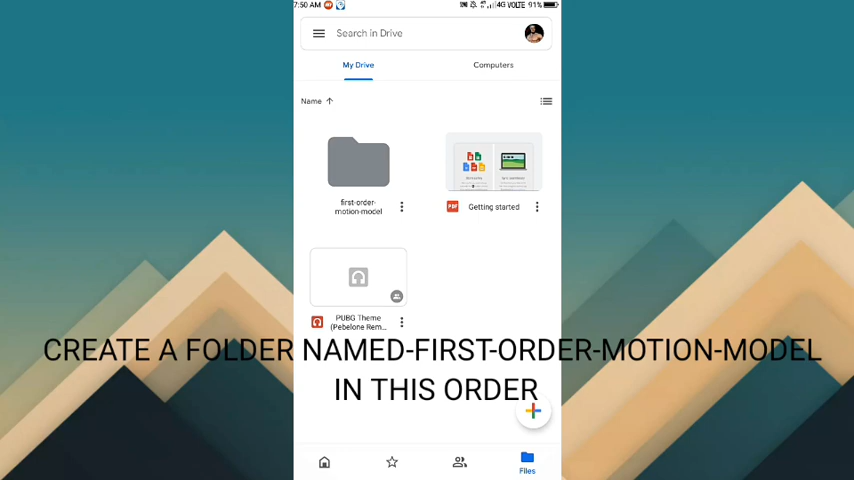 7:50 AM
4G VOLTE 91%
Search in Drive
My Drive
Computers
Name
first-order-
motion-model
PDF
Getting started
PUBG Theme
(Pebelone Rem...
CREATE A FOLDER NAMED-FIRST-ORDER-MOTION-MODEL
IN THIS ORDER
Files